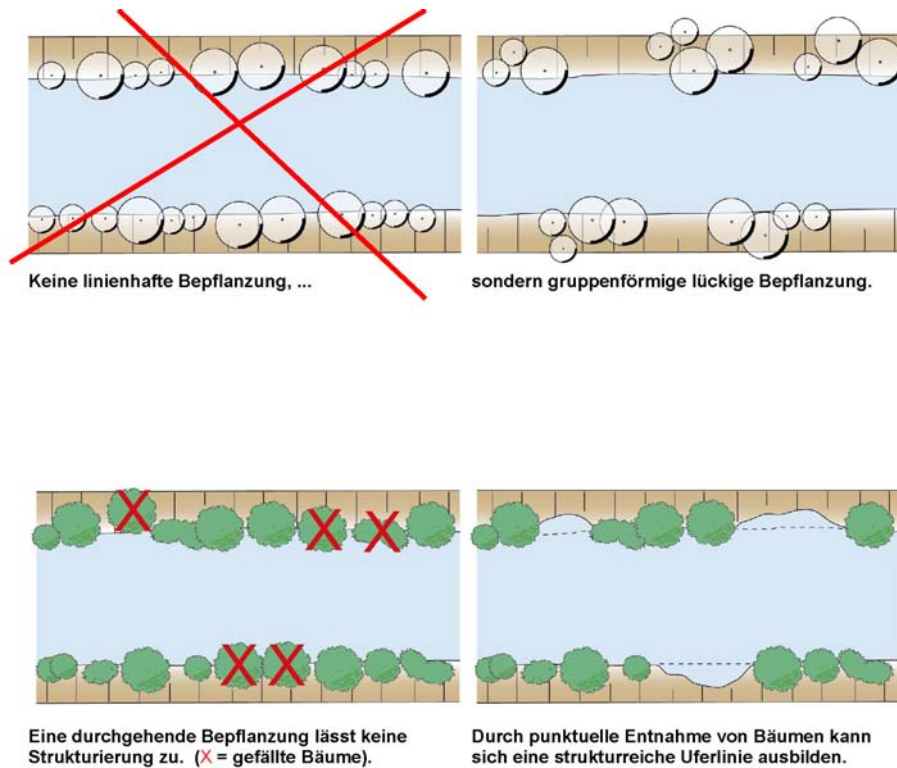 Keine linienhafte Bepflanzung, ...
sondern gruppenförmige lückige Bepflanzung.
Eine durchgehende Bepflanzung lässt keine
Strukturierung zu. (X = gefällte Bäume).
Durch punktuelle Entnahme von Bäumen kann
sich eine strukturreiche Uferlinie ausbilden.